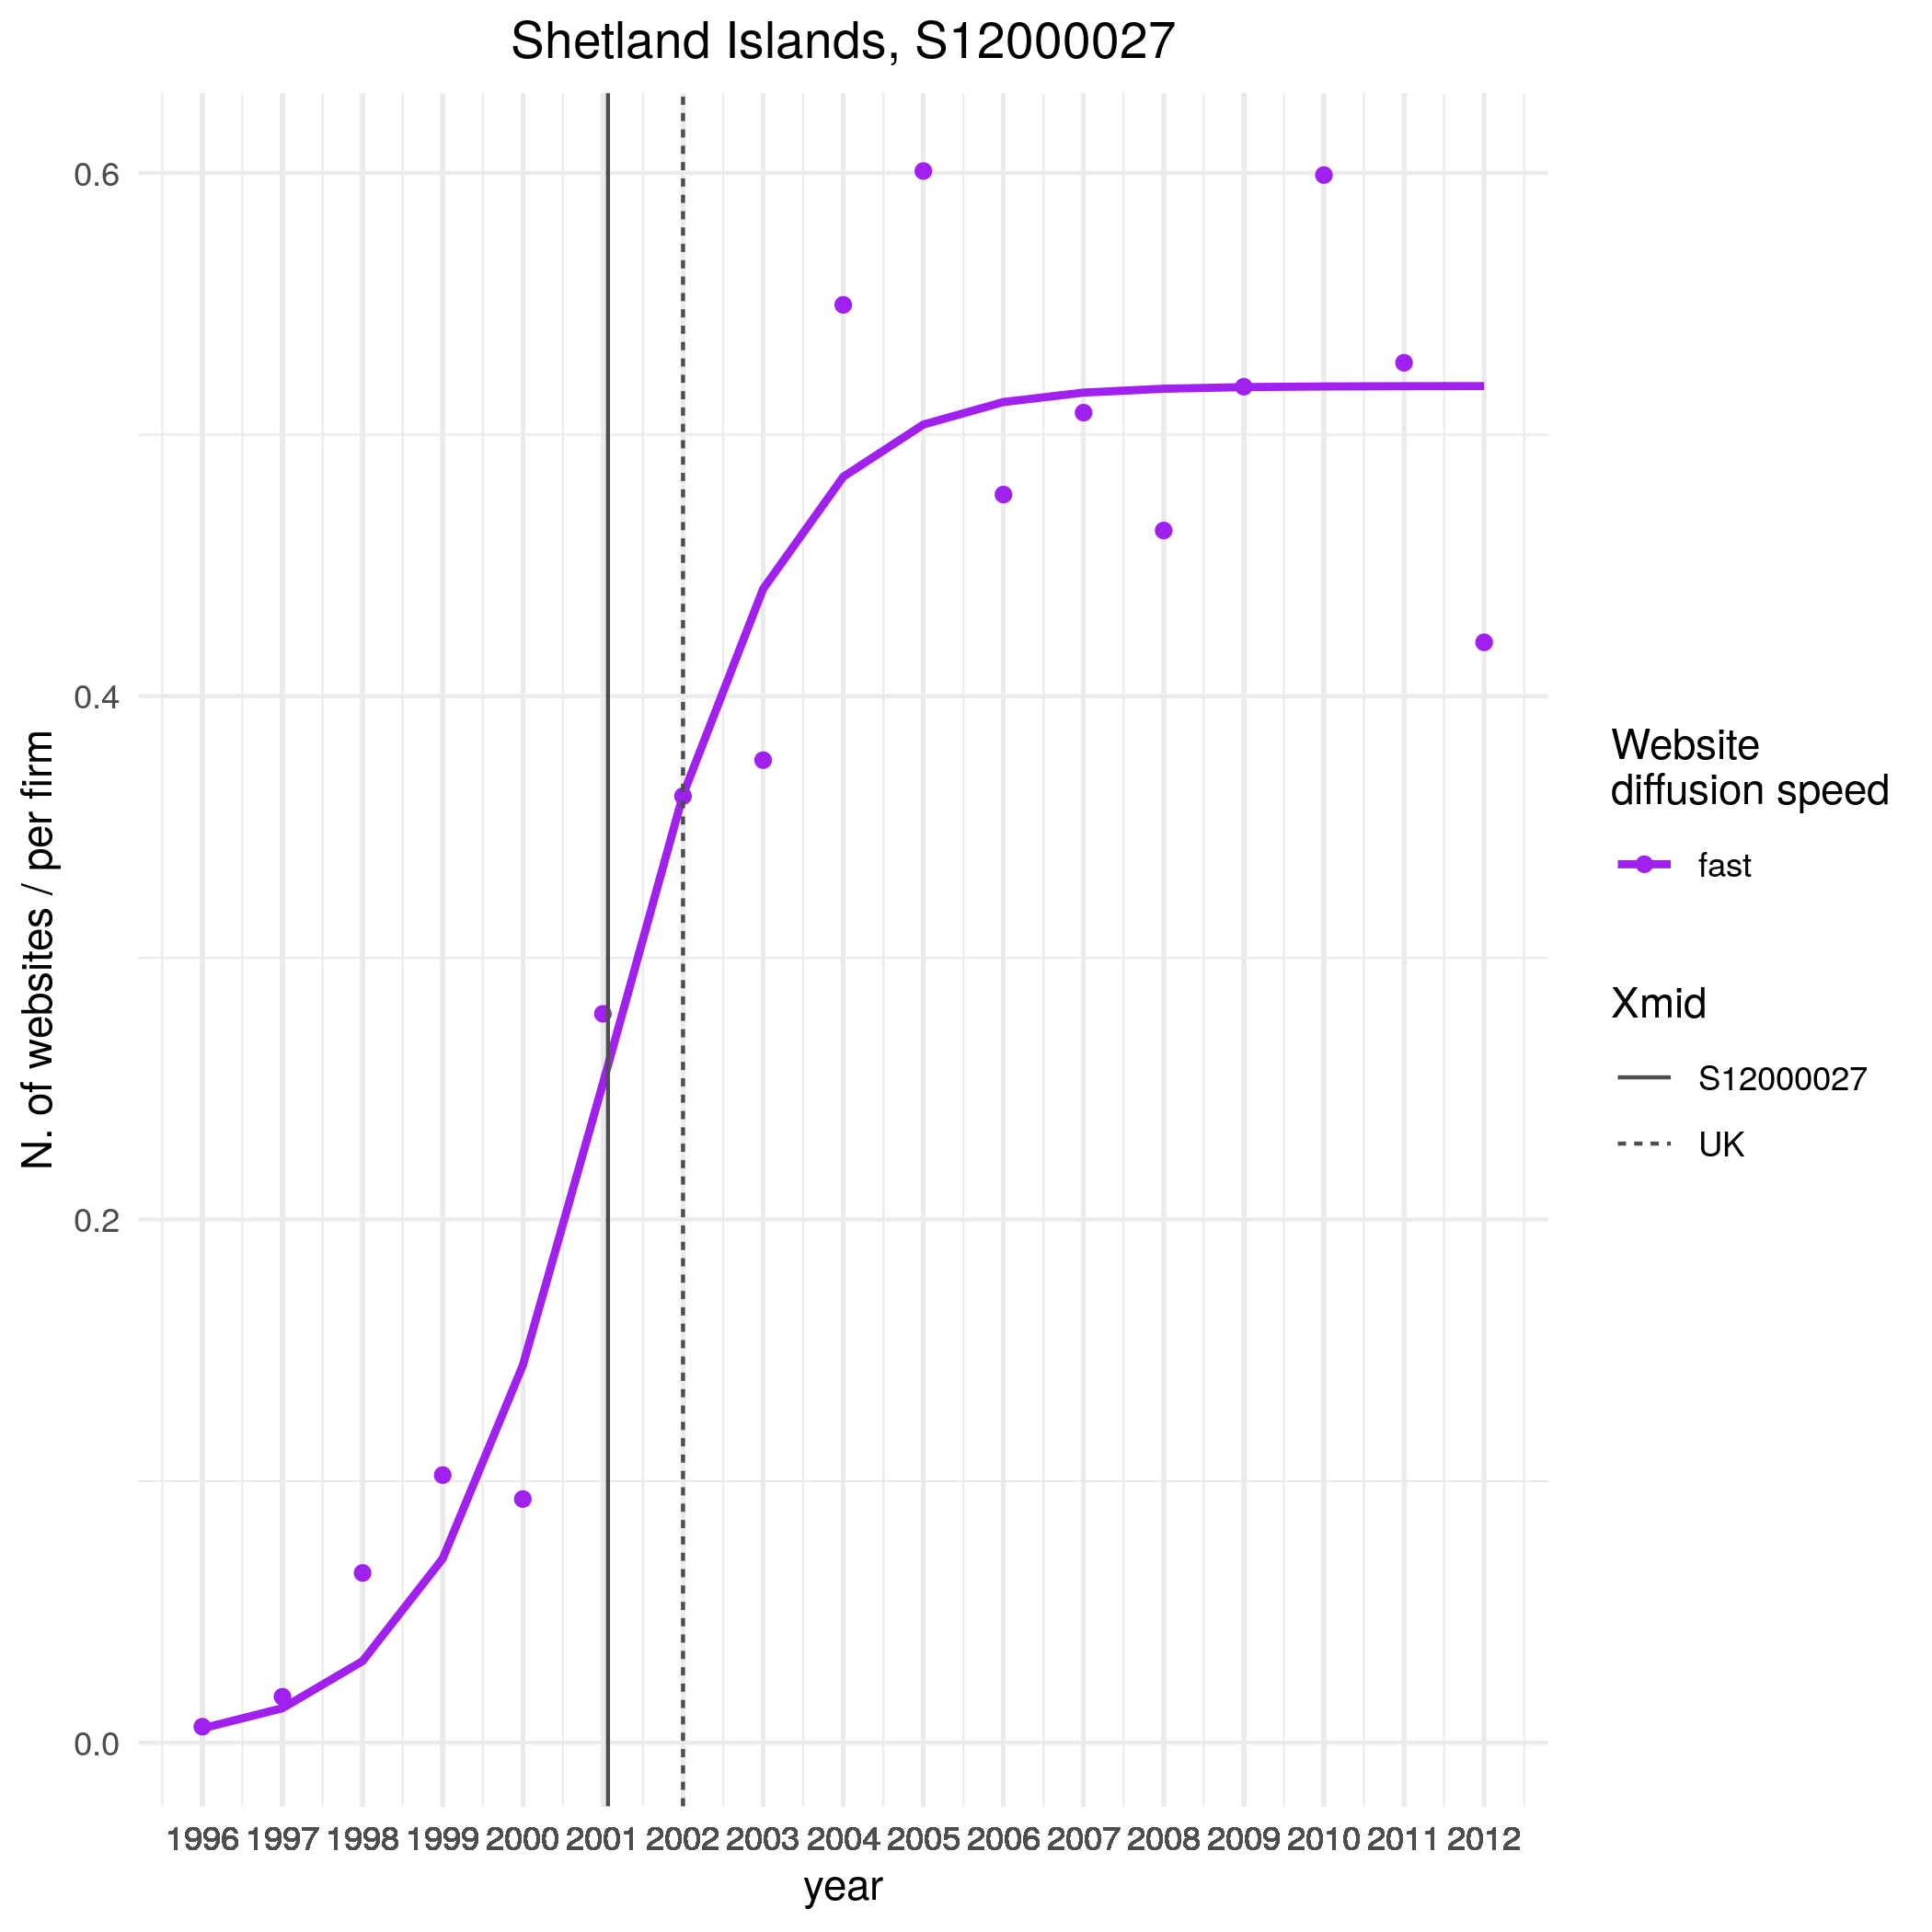 Shetland Islands, S12000027
0.6
0.4
0.2
0.0
N. of websites / per firm
1996 1997 1998 1999 2000 2001 2002 2003 2004 2005 2006 2007 2008 2009 2010 2011 2012
year
Website
diffusion speed
fast
Xmid
S12000027
UK